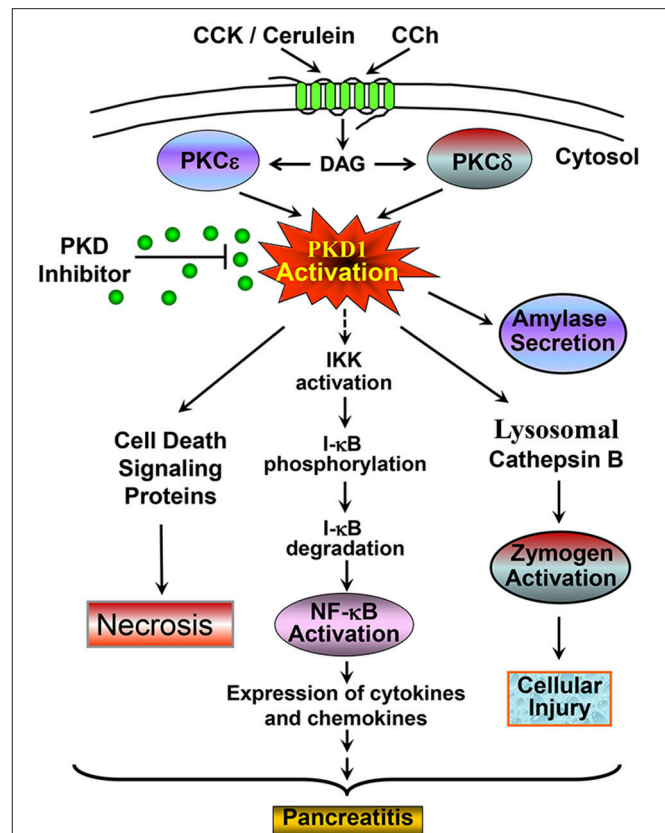 CCK / Cerulein
CCh
PKCε
DAG
PKCδ
Cytosol
PKD
Inhibitor
PKD1
Activation
Amylase
Secretion
IKK
activation
Cell Death
Signaling
Proteins
I-κB
phosphorylation
Lysosomal
Cathepsin B
I-κB
degradation
Zymogen
Activation
Necrosis
NF-κB
Activation
Expression of cytokines
and chemokines
Cellular
Injury
Pancreatitis